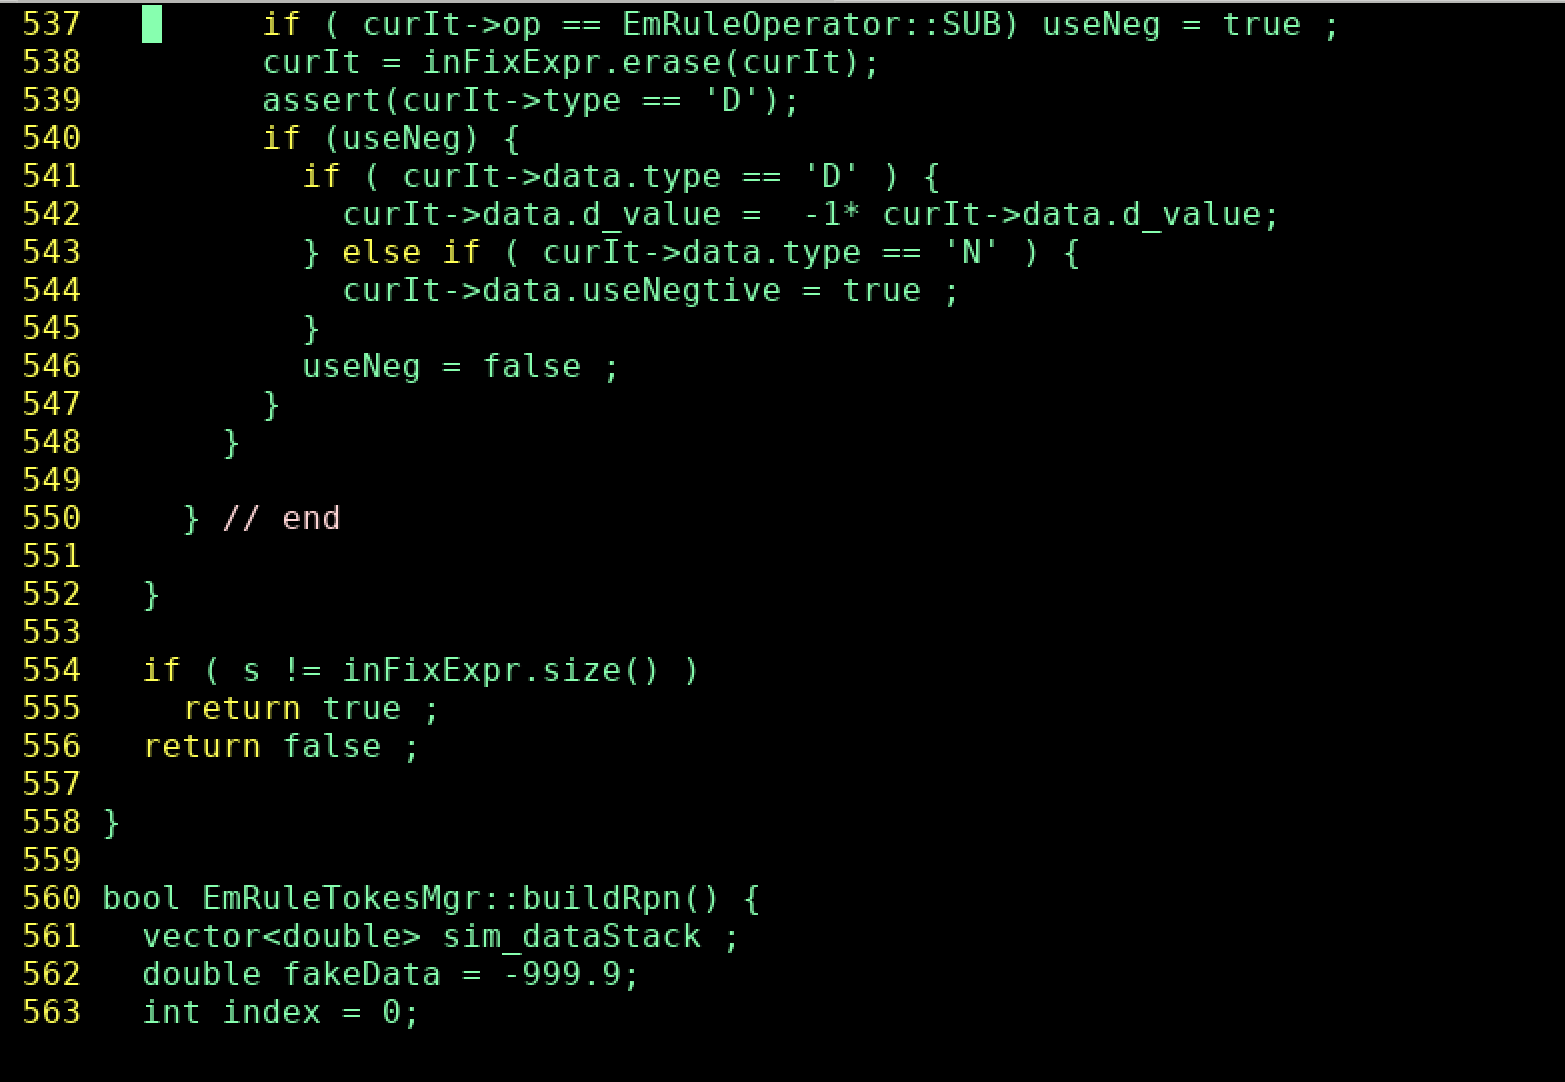 537         if ( curIt->op == EmRuleOperator::SUB) useNeg = true ;
538         curIt = inFixExpr.erase(curIt);
539         assert(curIt->type == 'D');
540         if (useNeg) {
541           if ( curIt->data.type == 'D' ) {
542             curIt->data.d_value =  -1* curIt->data.d_value;
543           } else if ( curIt->data.type == 'N' ) {
544             curIt->data.useNegtive = true ;
545           }
546           useNeg = false ;
547         }
548       }
549
550     } // end
551
552   }
553
554   if ( s != inFixExpr.size() )
555     return true ;
556   return false ;
557
558 }
559
560 bool EmRuleTokesMgr::buildRpn() {
561   vector<double> sim_dataStack ;
562   double fakeData = -999.9;
563   int index = 0;